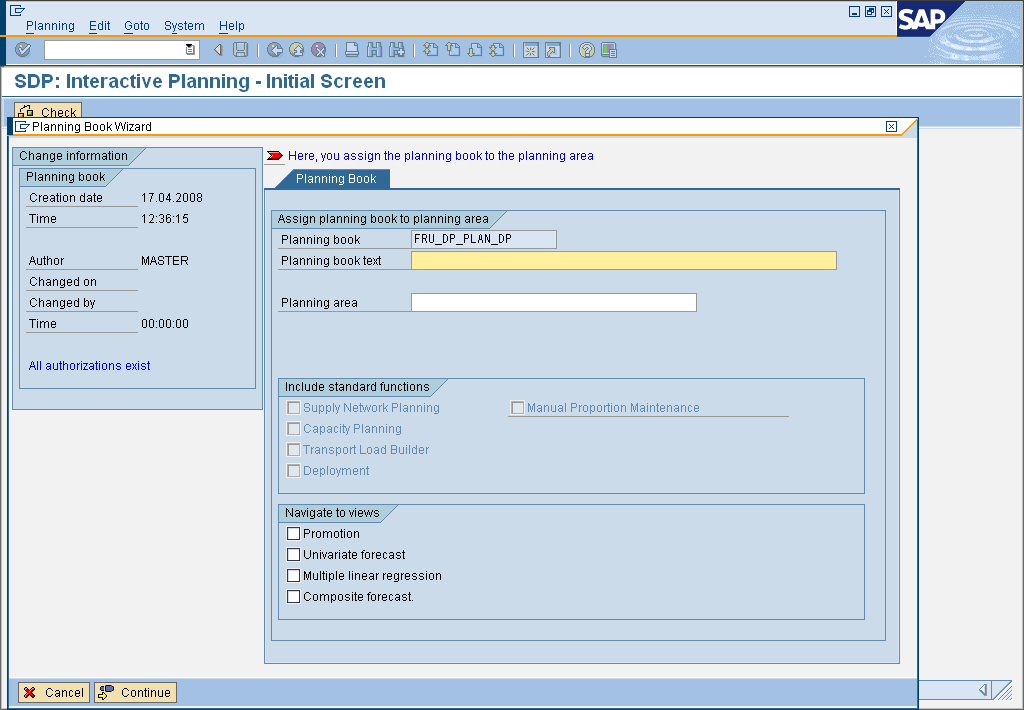 Planning Edit Goto System Help
SAP
SDP: Interactive Planning - Initial Screen
Check
Planning Book Wizard
Change information
Planning book
Creation date 17.04.2008
Time 12:36:15
Author MASTER
Changed on
Changed by
Time 00:00:00
All authorizations exist
Here, you assign the planning book to the planning area
Planning Book
Assign planning book to planning area
Planning book FRU_DP_PLAN_DP
Planning book text
Planning area
Include standard functions
Supply Network Planning Manual Proportion Maintenance
Capacity Planning
Transport Load Builder
Deployment
Navigate to views
Promotion
Univariate forecast
Multiple linear regression
Composite forecast.
Cancel Continue